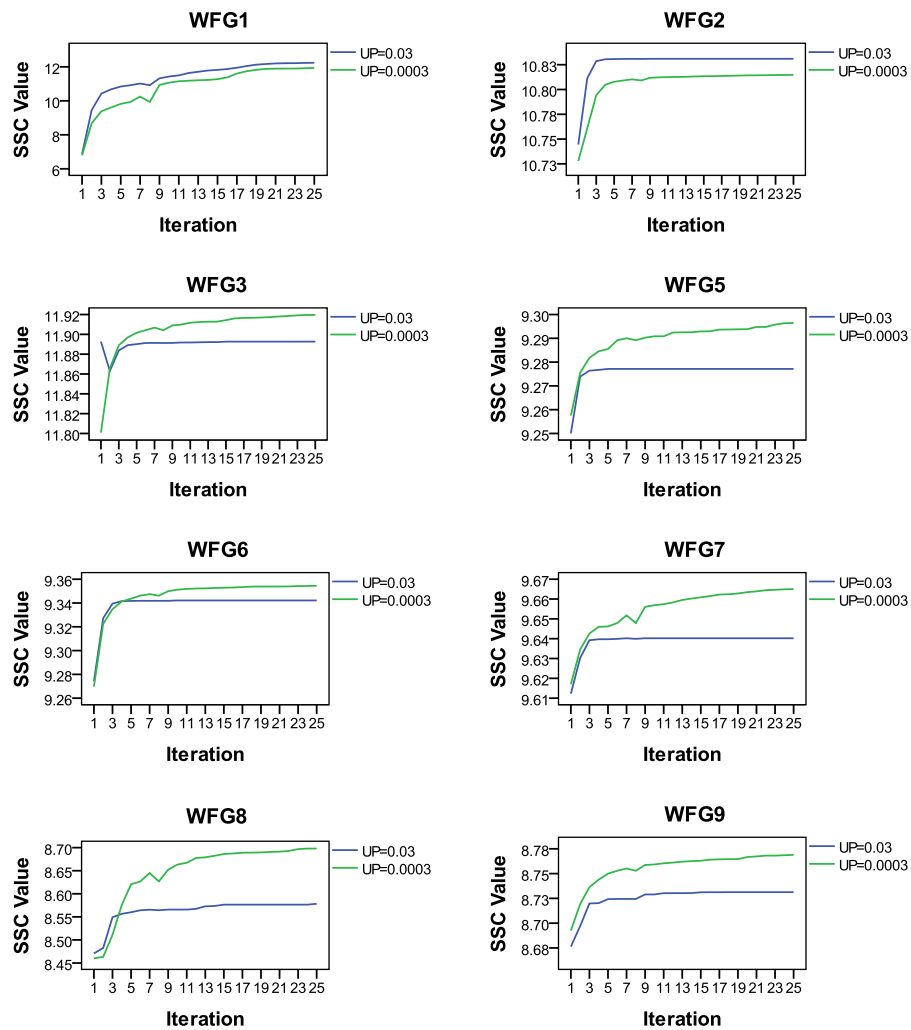 WFG1
SSC Value
12
10
8
6
1 3 5 7 9 11 13 15 17 19 21 23 25
Iteration
UP=0.03
UP=0.0003
WFG2
SSC Value
10.83
10.80
10.78
10.75
10.73
1 3 5 7 9 11 13 15 17 19 21 23 25
Iteration
UP=0.03
UP=0.0003
WFG3
SSC Value
11.92
11.90
11.88
11.86
11.84
11.82
11.80
1 3 5 7 9 11 13 15 17 19 21 23 25
Iteration
UP=0.03
UP=0.0003
WFG5
SSC Value
9.30
9.29
9.28
9.27
9.26
9.25
1 3 5 7 9 11 13 15 17 19 21 23 25
Iteration
UP=0.03
UP=0.0003
WFG6
SSC Value
9.36
9.34
9.32
9.30
9.28
9.26
1 3 5 7 9 11 13 15 17 19 21 23 25
Iteration
UP=0.03
UP=0.0003
WFG7
SSC Value
9.67
9.66
9.64
9.63
9.62
9.61
1 3 5 7 9 11 13 15 17 19 21 23 25
Iteration
UP=0.03
UP=0.0003
WFG8
SSC Value
8.70
8.65
8.60
8.55
8.50
8.45
1 3 5 7 9 11 13 15 17 19 21 23 25
Iteration
UP=0.03
UP=0.0003
WFG9
SSC Value
8.78
8.75
8.73
8.70
8.68
1 3 5 7 9 11 13 15 17 19 21 23 25
Iteration
UP=0.03
UP=0.0003